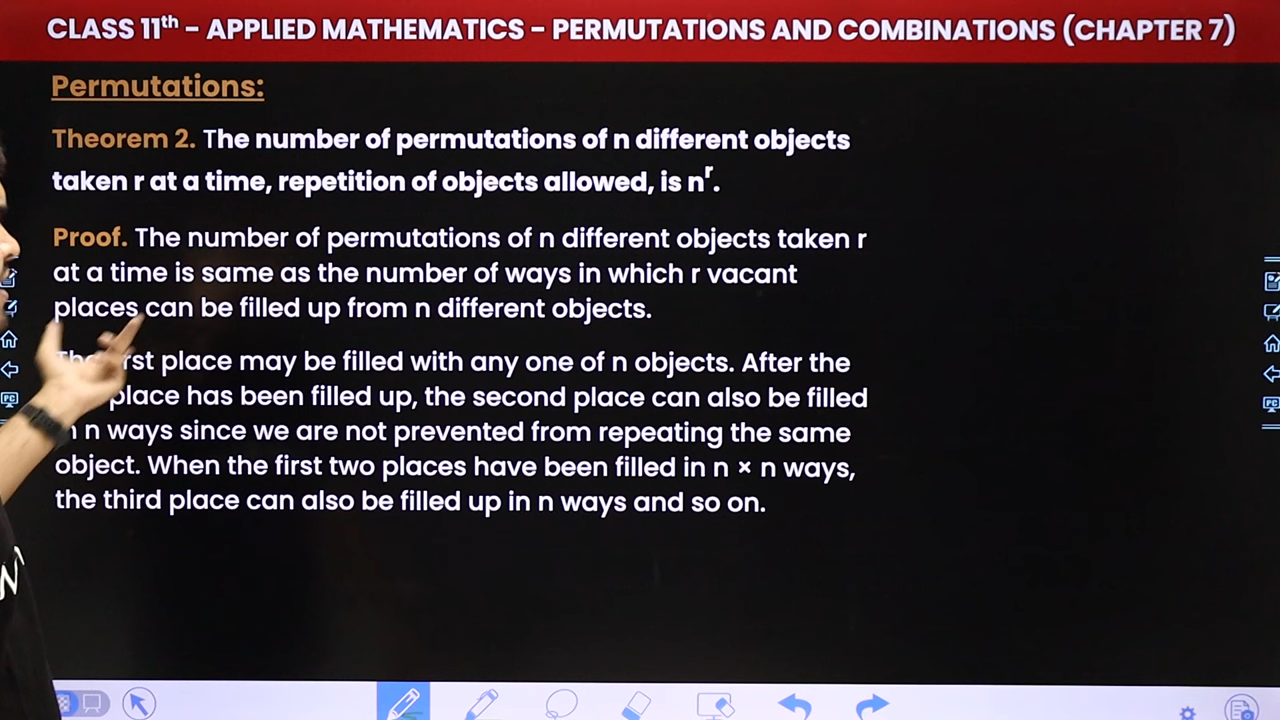 CLASS 11th – APPLIED MATHEMATICS – PERMUTATIONS AND COMBINATIONS (CHAPTER 7)
Permutations:
Theorem 2. The number of permutations of n different objects
taken r at a time, repetition of objects allowed, is nʳ.
Proof. The number of permutations of n different objects taken r
at a time is same as the number of ways in which r vacant
places can be filled up from n different objects.
place may be filled with any one of n objects. After the
place has been filled up, the second place can also be filled
n ways since we are not prevented from repeating the same
object. When the first two places have been filled in n × n ways,
the third place can also be filled up in n ways and so on.